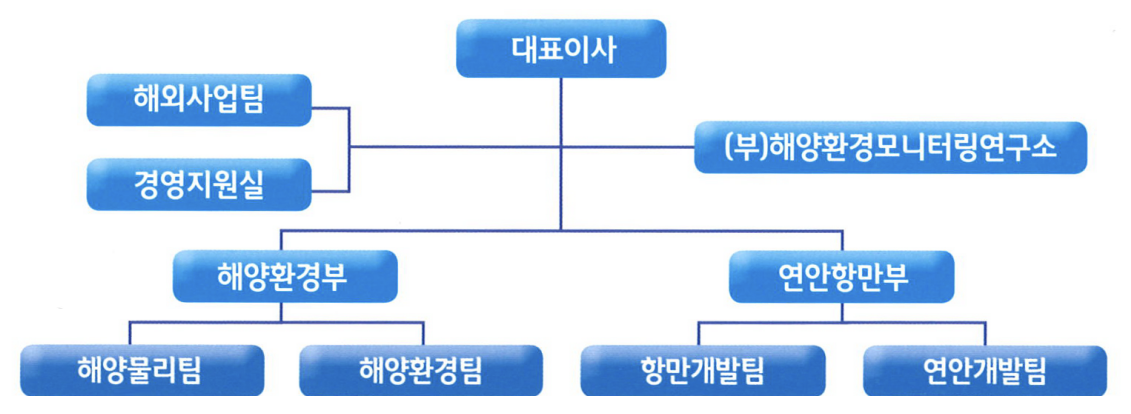 대표이사
해외사업팀
(부)해양환경모니터링연구소
경영지원실
해양환경부
연안항만부
해양물리팀
해양환경팀
항만개발팀
연안개발팀